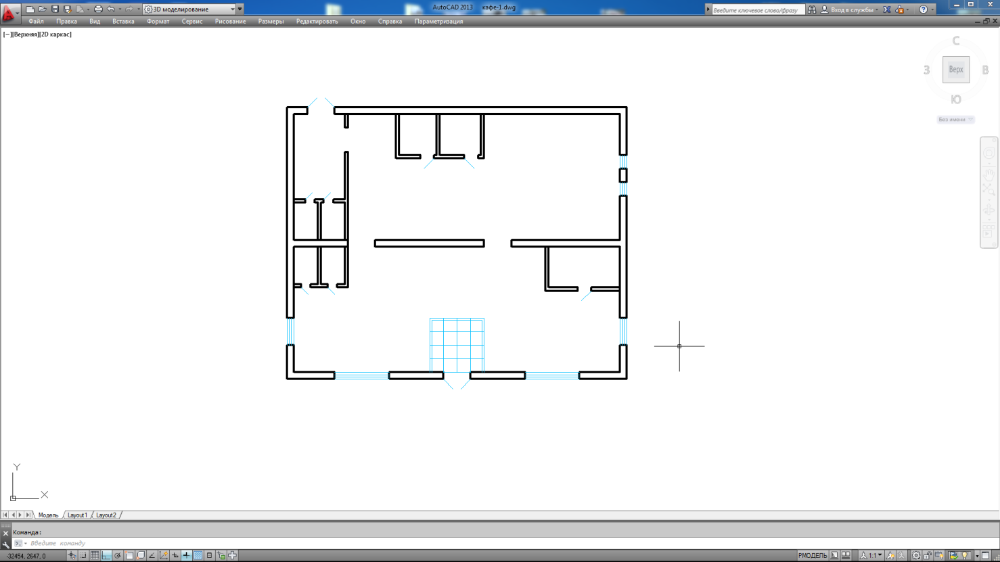 AutoCAD 2013 кафе-1.dwg
3D моделирование
Введите ключевое слово/фразу
Вход в службы
Файл Правка Вид Вставка Формат Сервис Рисование Размеры Редактировать Окно Справка Параметризация
[−][Верхняя][2D каркас]
С
З Верх В
Ю
Без имени
Y
X
Модель Layout1 Layout2
Команда:
Введите команду
-32454, 2647, 0
РМОДЕЛЬ
1:1